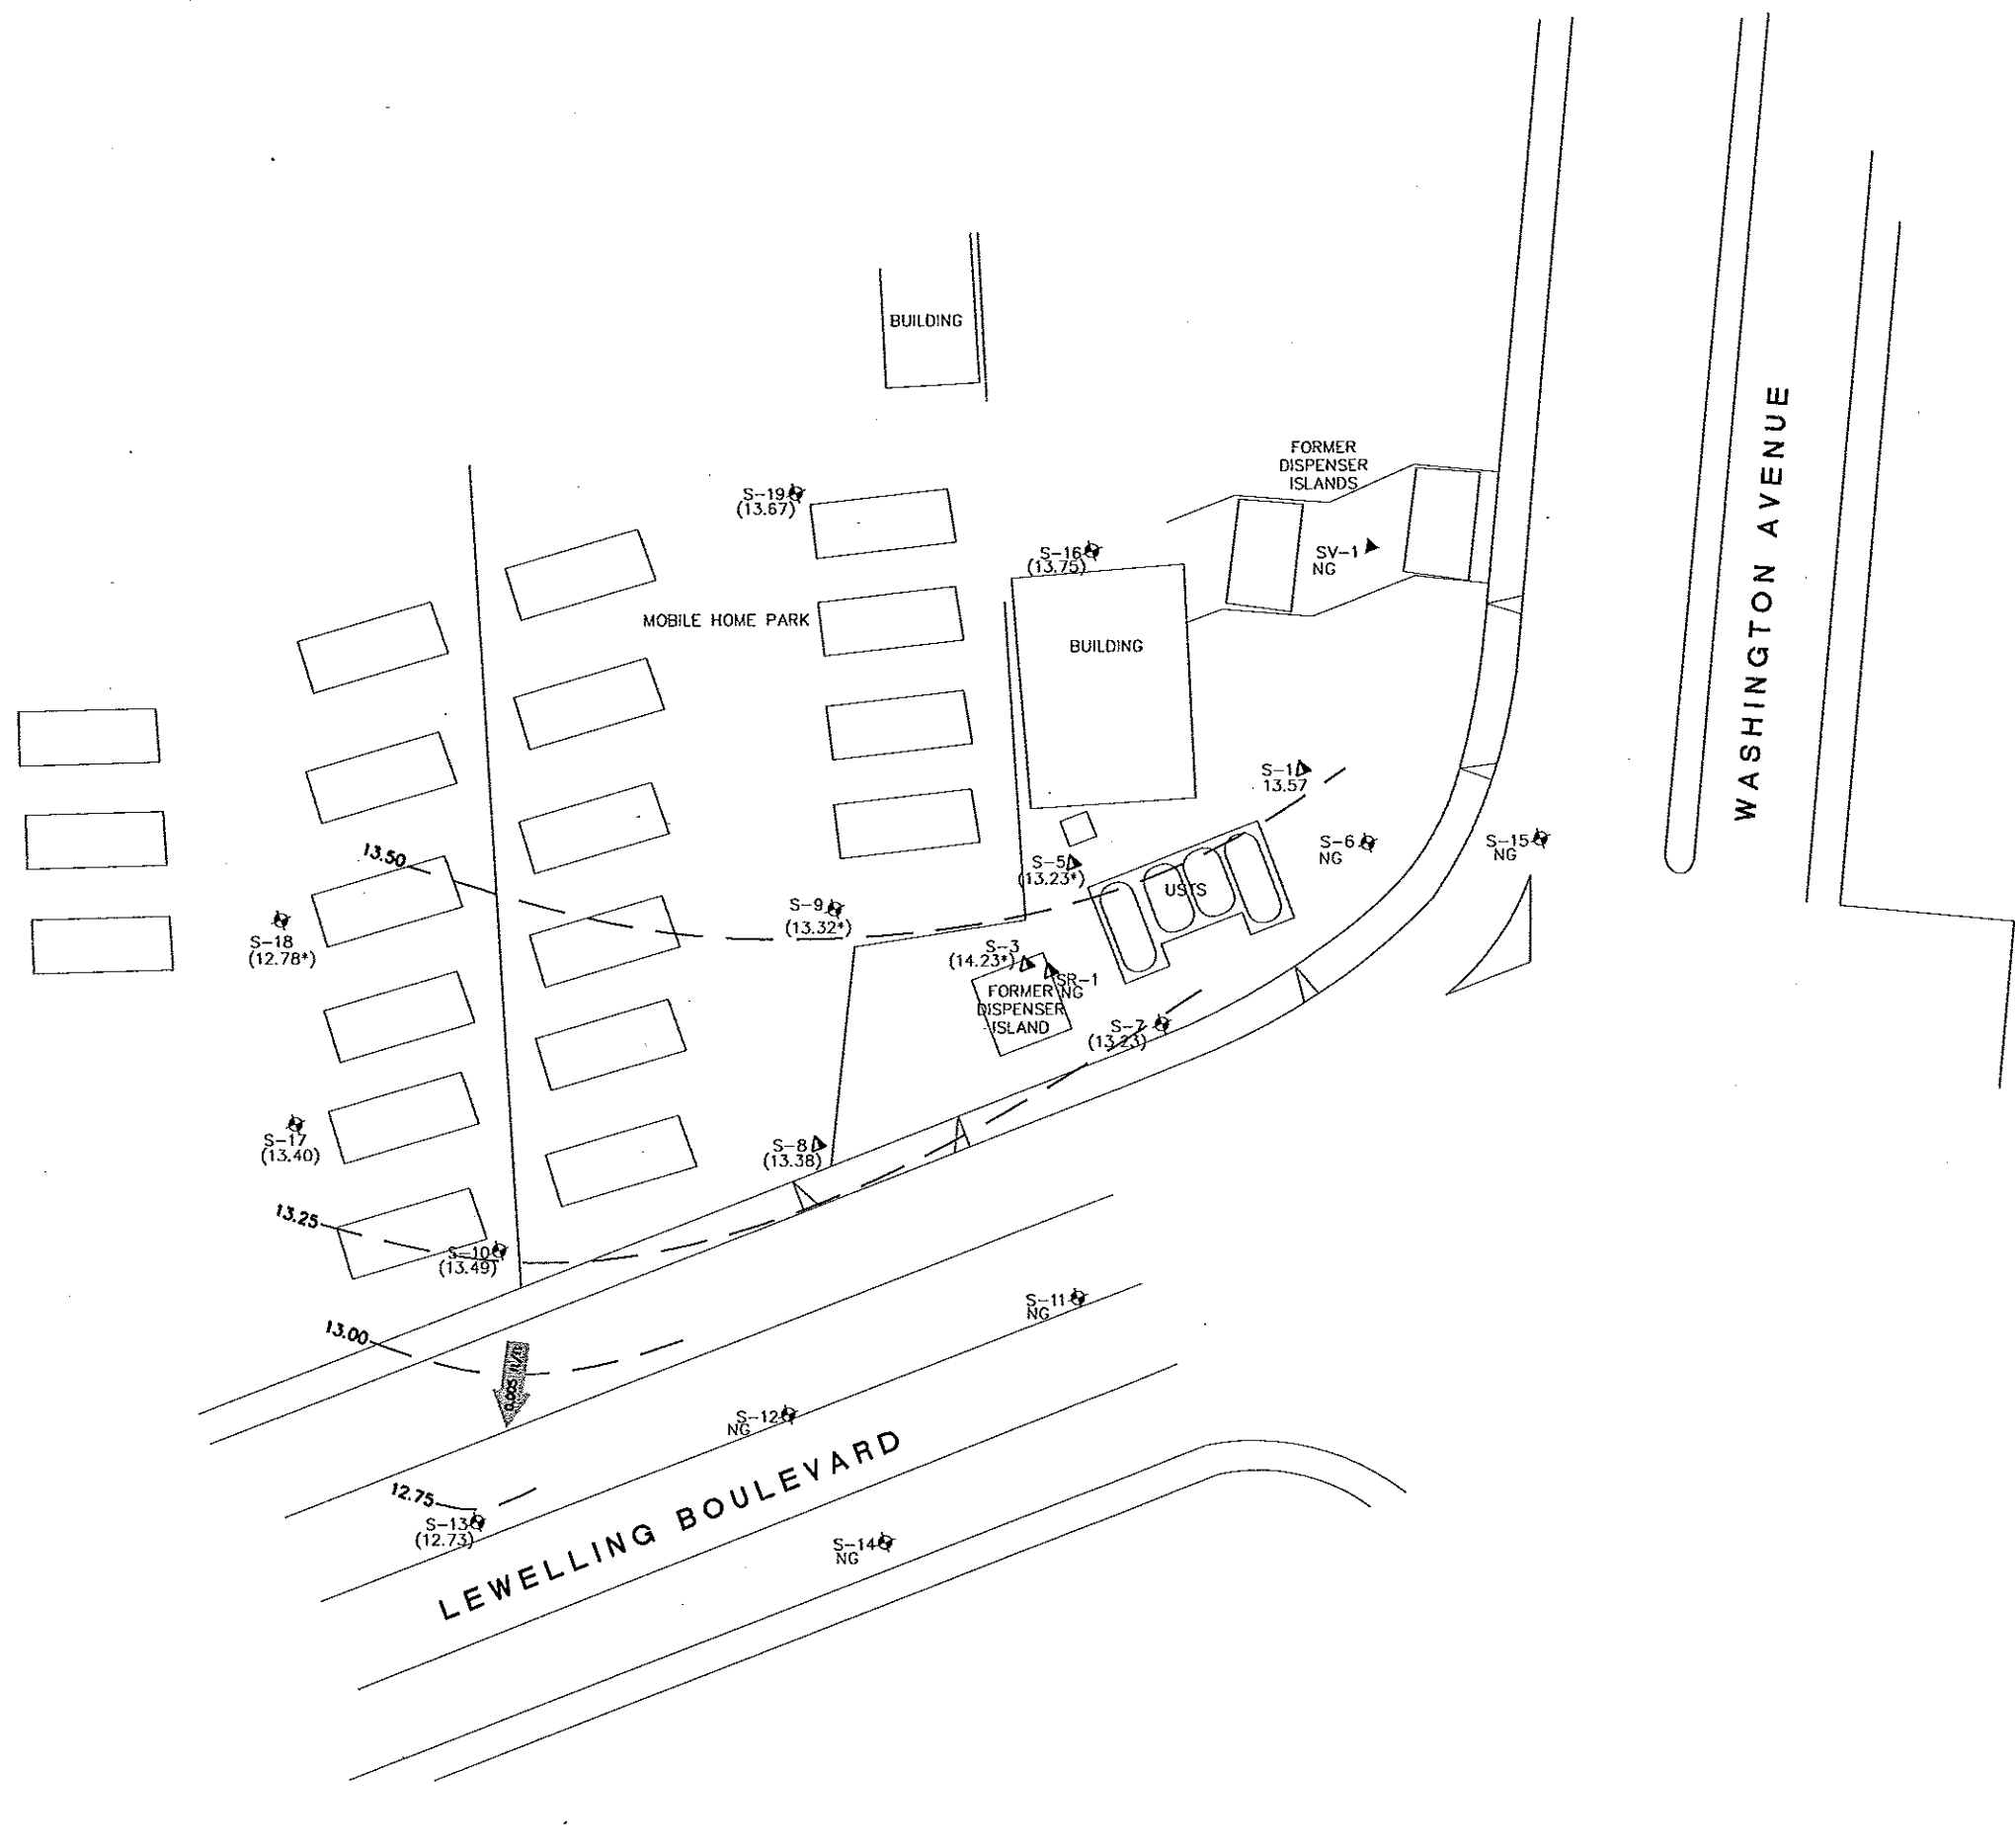 BUILDING
FORMER
DISPENSER
ISLANDS
S-19
(13.67)
S-16
(13.75)
SV-1
NG
MOBILE HOME PARK
BUILDING
WASHINGTON AVENUE
S-1
13.57
S-6
NG
S-15
NG
13.50
S-5
(13.23*)
USTS
S-9
(13.32*)
S-18
(12.78*)
S-3
(14.23*)
SR-1
NG
FORMER
DISPENSER
ISLAND
S-7
(13.23)
S-17
(13.40)
S-8
(13.38)
13.25
S-10
(13.49)
S-11
NG
13.00
0.005 ft/ft
S-12
NG
12.75
S-13
(12.73)
LEWELLING BOULEVARD
S-14
NG